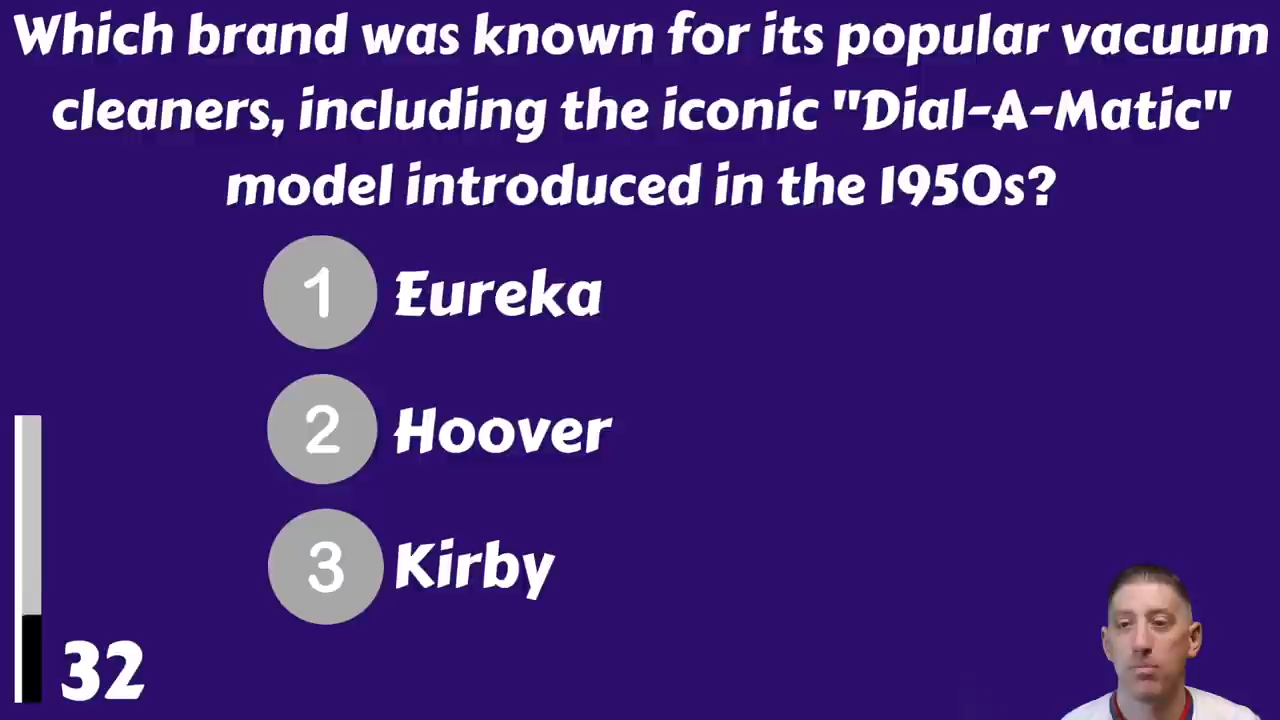 Which brand was known for its popular vacuum
cleaners, including the iconic "Dial-A-Matic"
model introduced in the 1950s?
1 Eureka
2 Hoover
3 Kirby
32